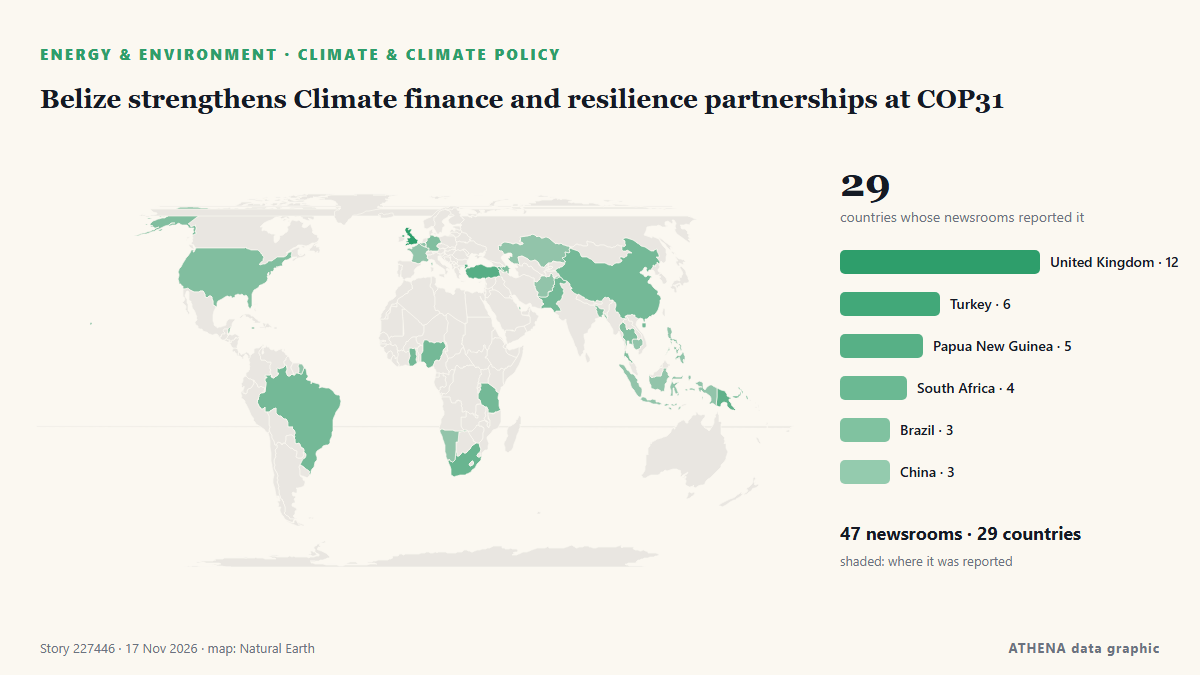 ENERGY & ENVIRONMENT · CLIMATE & CLIMATE POLICY
Belize strengthens Climate finance and resilience partnerships at COP31
29
countries whose newsrooms reported it
United Kingdom · 12
Turkey · 6
Papua New Guinea · 5
South Africa · 4
Brazil · 3
China · 3
47 newsrooms · 29 countries
shaded: where it was reported
Story 227446 · 17 Nov 2026 · map: Natural Earth
ATHENA data graphic